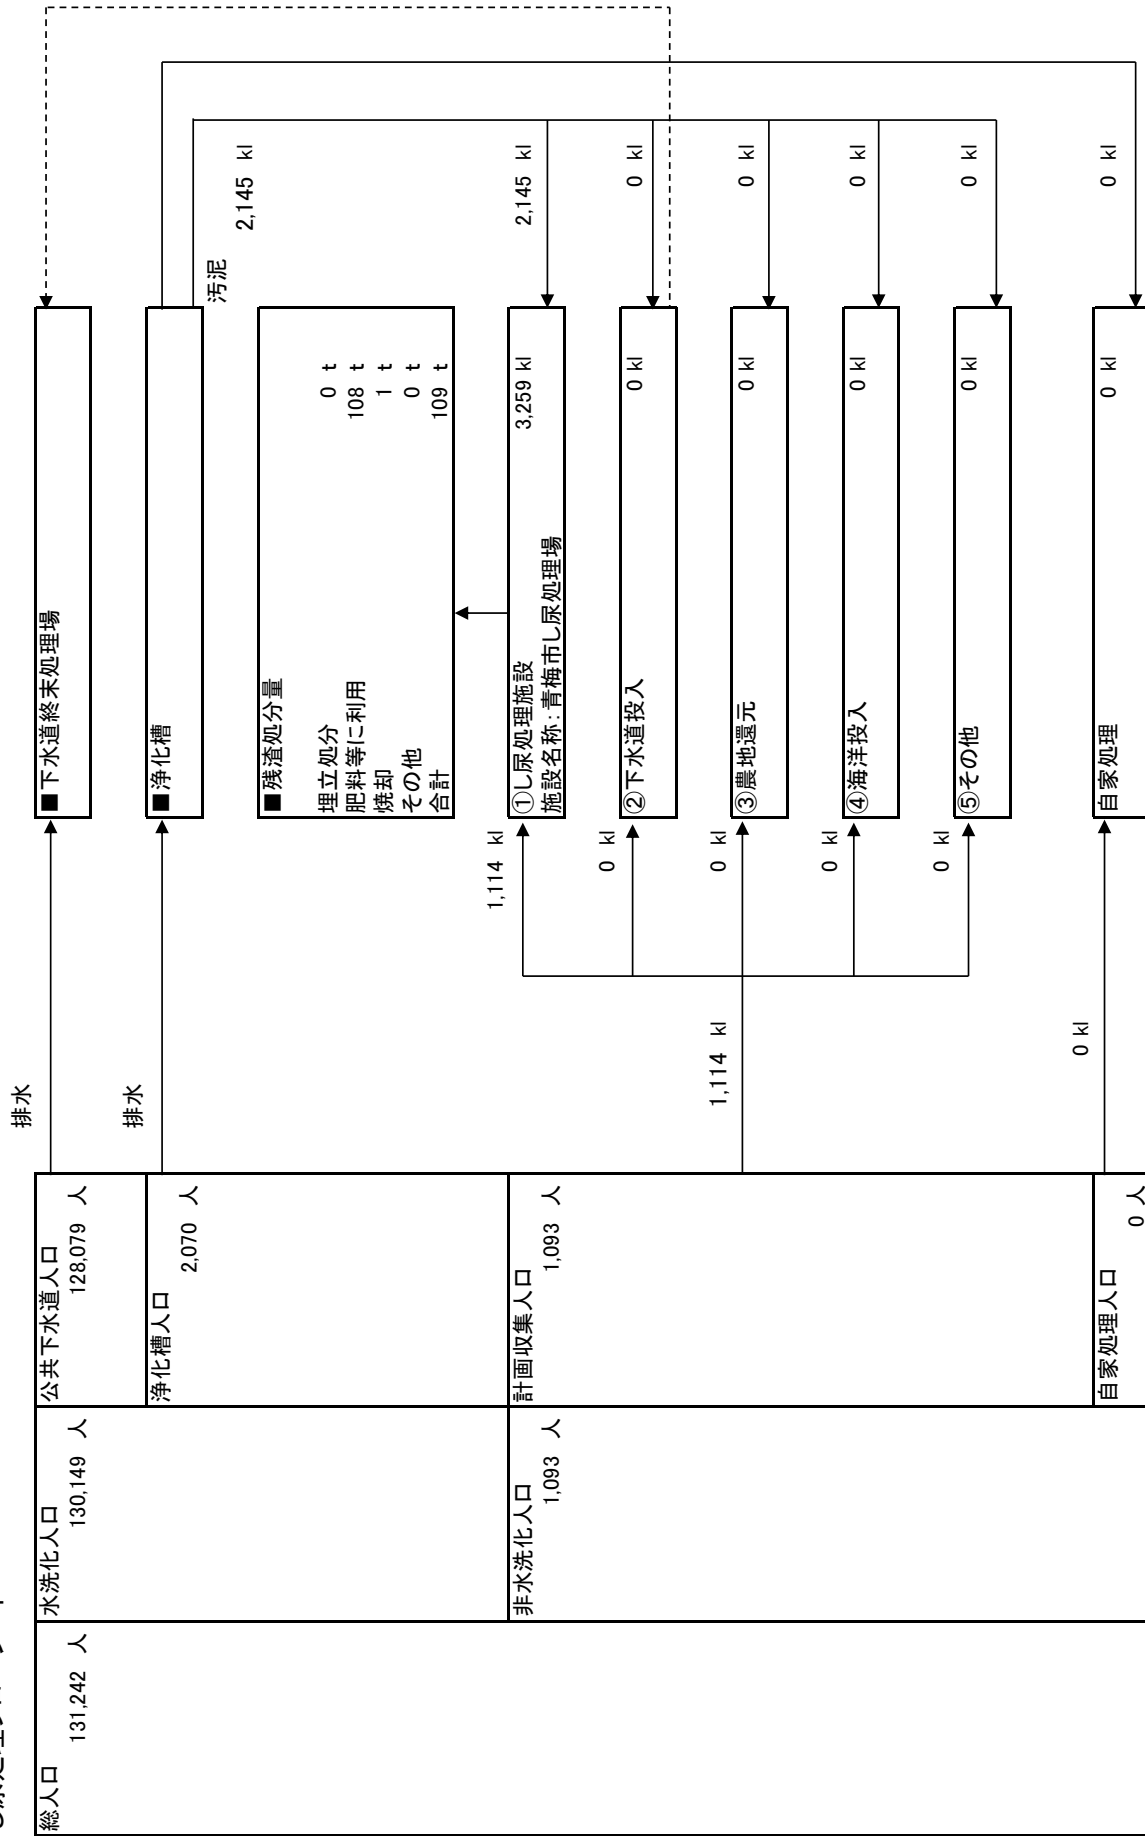 総人口
131,242 人
水洗化人口
130,149 人
公共下水道人口
128,079 人
浄化槽人口
2,070 人
非水洗化人口
1,093 人
計画収集人口
1,093 人
自家処理人口
0 人
排水
排水
1,114 kl
0 kl
1,114 kl
0 kl
0 kl
0 kl
0 kl
■下水道終末処理場
■浄化槽
汚泥
2,145 kl
■残渣処分量
埋立処分 0 t
肥料等に利用 108 t
焼却 1 t
その他 0 t
合計 109 t
①し尿処理施設 3,259 kl
施設名称：青梅市し尿処理場
②下水道投入 0 kl
③農地還元 0 kl
④海洋投入 0 kl
⑤その他 0 kl
自家処理 0 kl
2,145 kl
0 kl
0 kl
0 kl
0 kl
0 kl